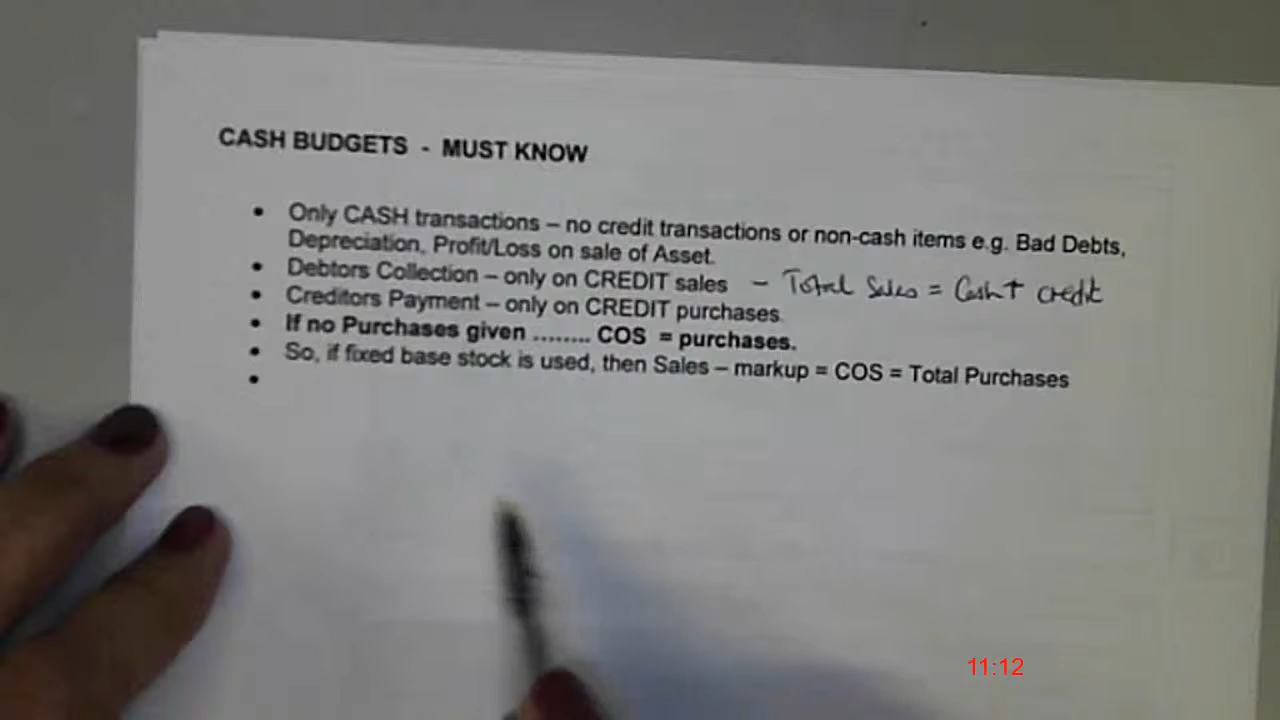 CASH BUDGETS - MUST KNOW
• Only CASH transactions – no credit transactions or non-cash items e.g. Bad Debts,
Depreciation, Profit/Loss on sale of Asset.
• Debtors Collection – only on CREDIT sales – Total Sales = Cash + credit
• Creditors Payment – only on CREDIT purchases.
• If no Purchases given ........ COS = purchases.
• So, if fixed base stock is used, then Sales – markup = COS = Total Purchases
•
11:12